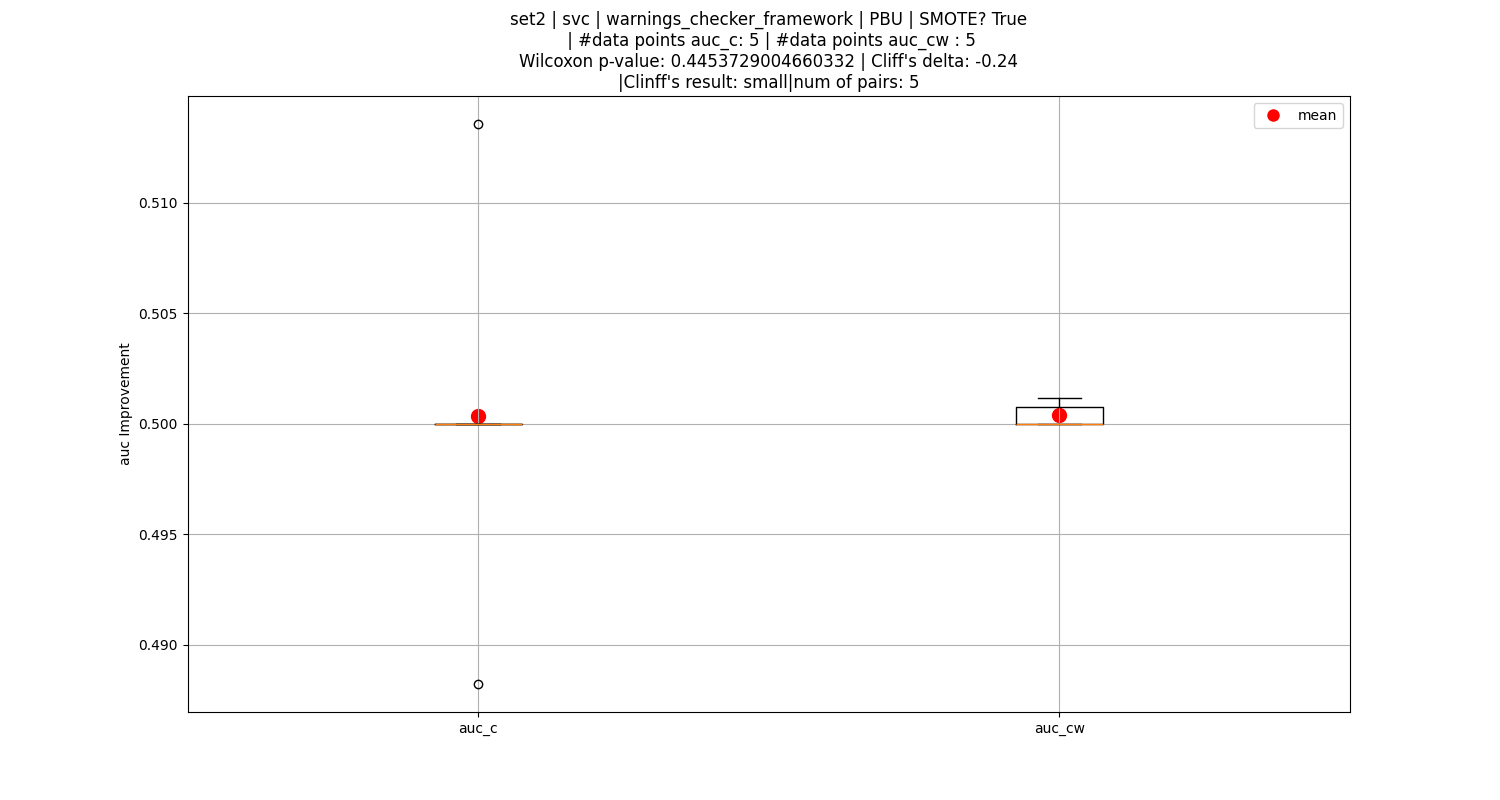 set2 | svc | warnings_checker_framework | PBU | SMOTE? True
| #data points auc_c: 5 | #data points auc_cw : 5
Wilcoxon p-value: 0.4453729004660332 | Cliff's delta: -0.24
|Clinff's result: small|num of pairs: 5
mean
0.510
0.505
0.500
0.495
0.490
auc Improvement
auc_c
auc_cw